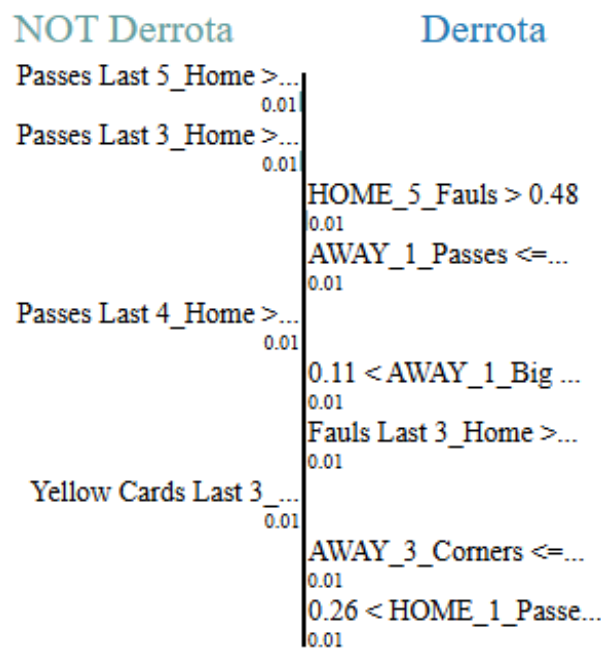 NOT Derrota
Derrota
Passes Last 5_Home >...
0.01
Passes Last 3_Home >...
0.01
HOME_5_Fauls > 0.48
0.01
AWAY_1_Passes <=...
0.01
Passes Last 4_Home >...
0.01
0.11 < AWAY_1_Big ...
0.01
Fauls Last 3_Home >...
0.01
Yellow Cards Last 3_...
0.01
AWAY_3_Corners <=...
0.01
0.26 < HOME_1_Passe...
0.01